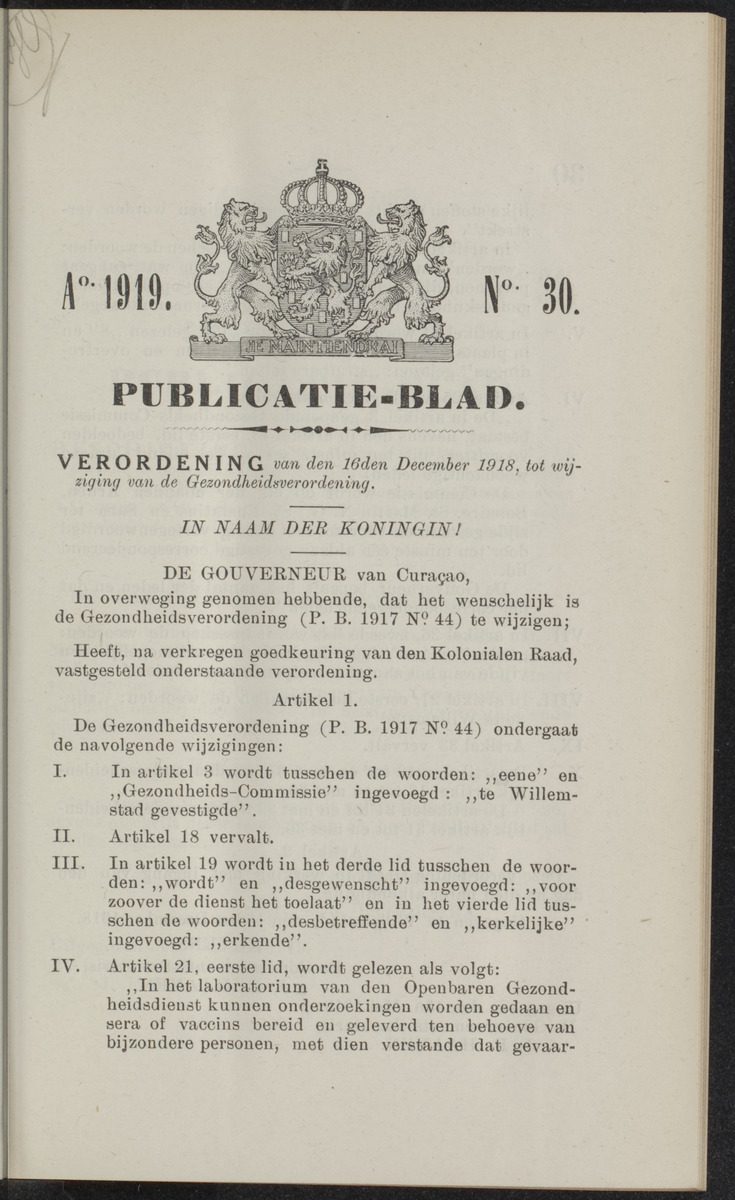 Aº. 1919.
Nº. 30.
JE MAINTIENDRAI
PUBLICATIE-BLAD.
VERORDENING van den 16den December 1918, tot wij-
ziging van de Gezondheidsverordening.
IN NAAM DER KONINGIN!
DE GOUVERNEUR van Curaçao,
In overweging genomen hebbende, dat het wenschelijk is
de Gezondheidsverordening (P. B. 1917 Nº 44) te wijzigen;
Heeft, na verkregen goedkeuring van den Kolonialen Raad,
vastgesteld onderstaande verordening.
Artikel 1.
De Gezondheidsverordening (P. B. 1917 Nº 44) ondergaat
de navolgende wijzigingen:
I. In artikel 3 wordt tusschen de woorden: ,,eene'' en
,,Gezondheids-Commissie'' ingevoegd : ,,te Willem-
stad gevestigde''.
II. Artikel 18 vervalt.
III. In artikel 19 wordt in het derde lid tusschen de woor-
den: ,,wordt'' en ,,desgewenscht'' ingevoegd: ,,voor
zoover de dienst het toelaat'' en in het vierde lid tus-
schen de woorden: ,,desbetreffende'' en ,,kerkelijke''
ingevoegd: ,,erkende''.
IV. Artikel 21, eerste lid, wordt gelezen als volgt:
,,In het laboratorium van den Openbaren Gezond-
heidsdienst kunnen onderzoekingen worden gedaan en
sera of vaccins bereid en geleverd ten behoeve van
bijzondere personen, met dien verstande dat gevaar-